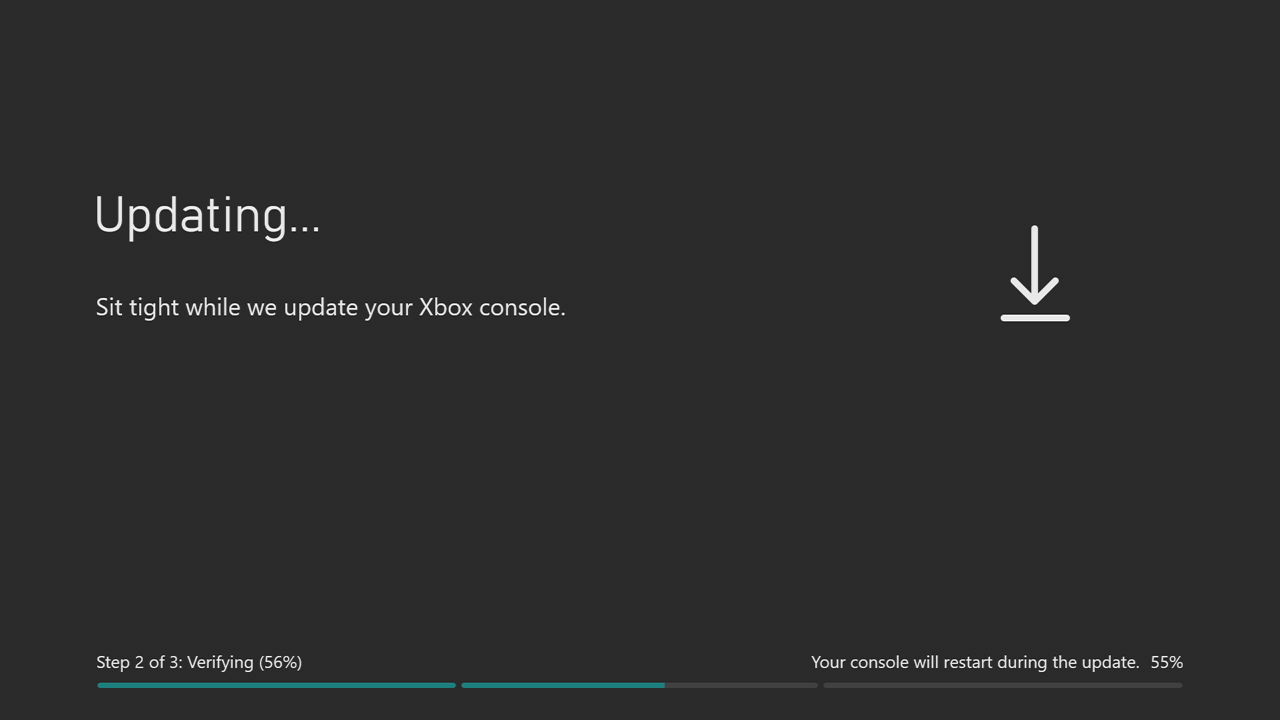 Updating...
Sit tight while we update your Xbox console.
Step 2 of 3: Verifying (56%)
Your console will restart during the update. 55%